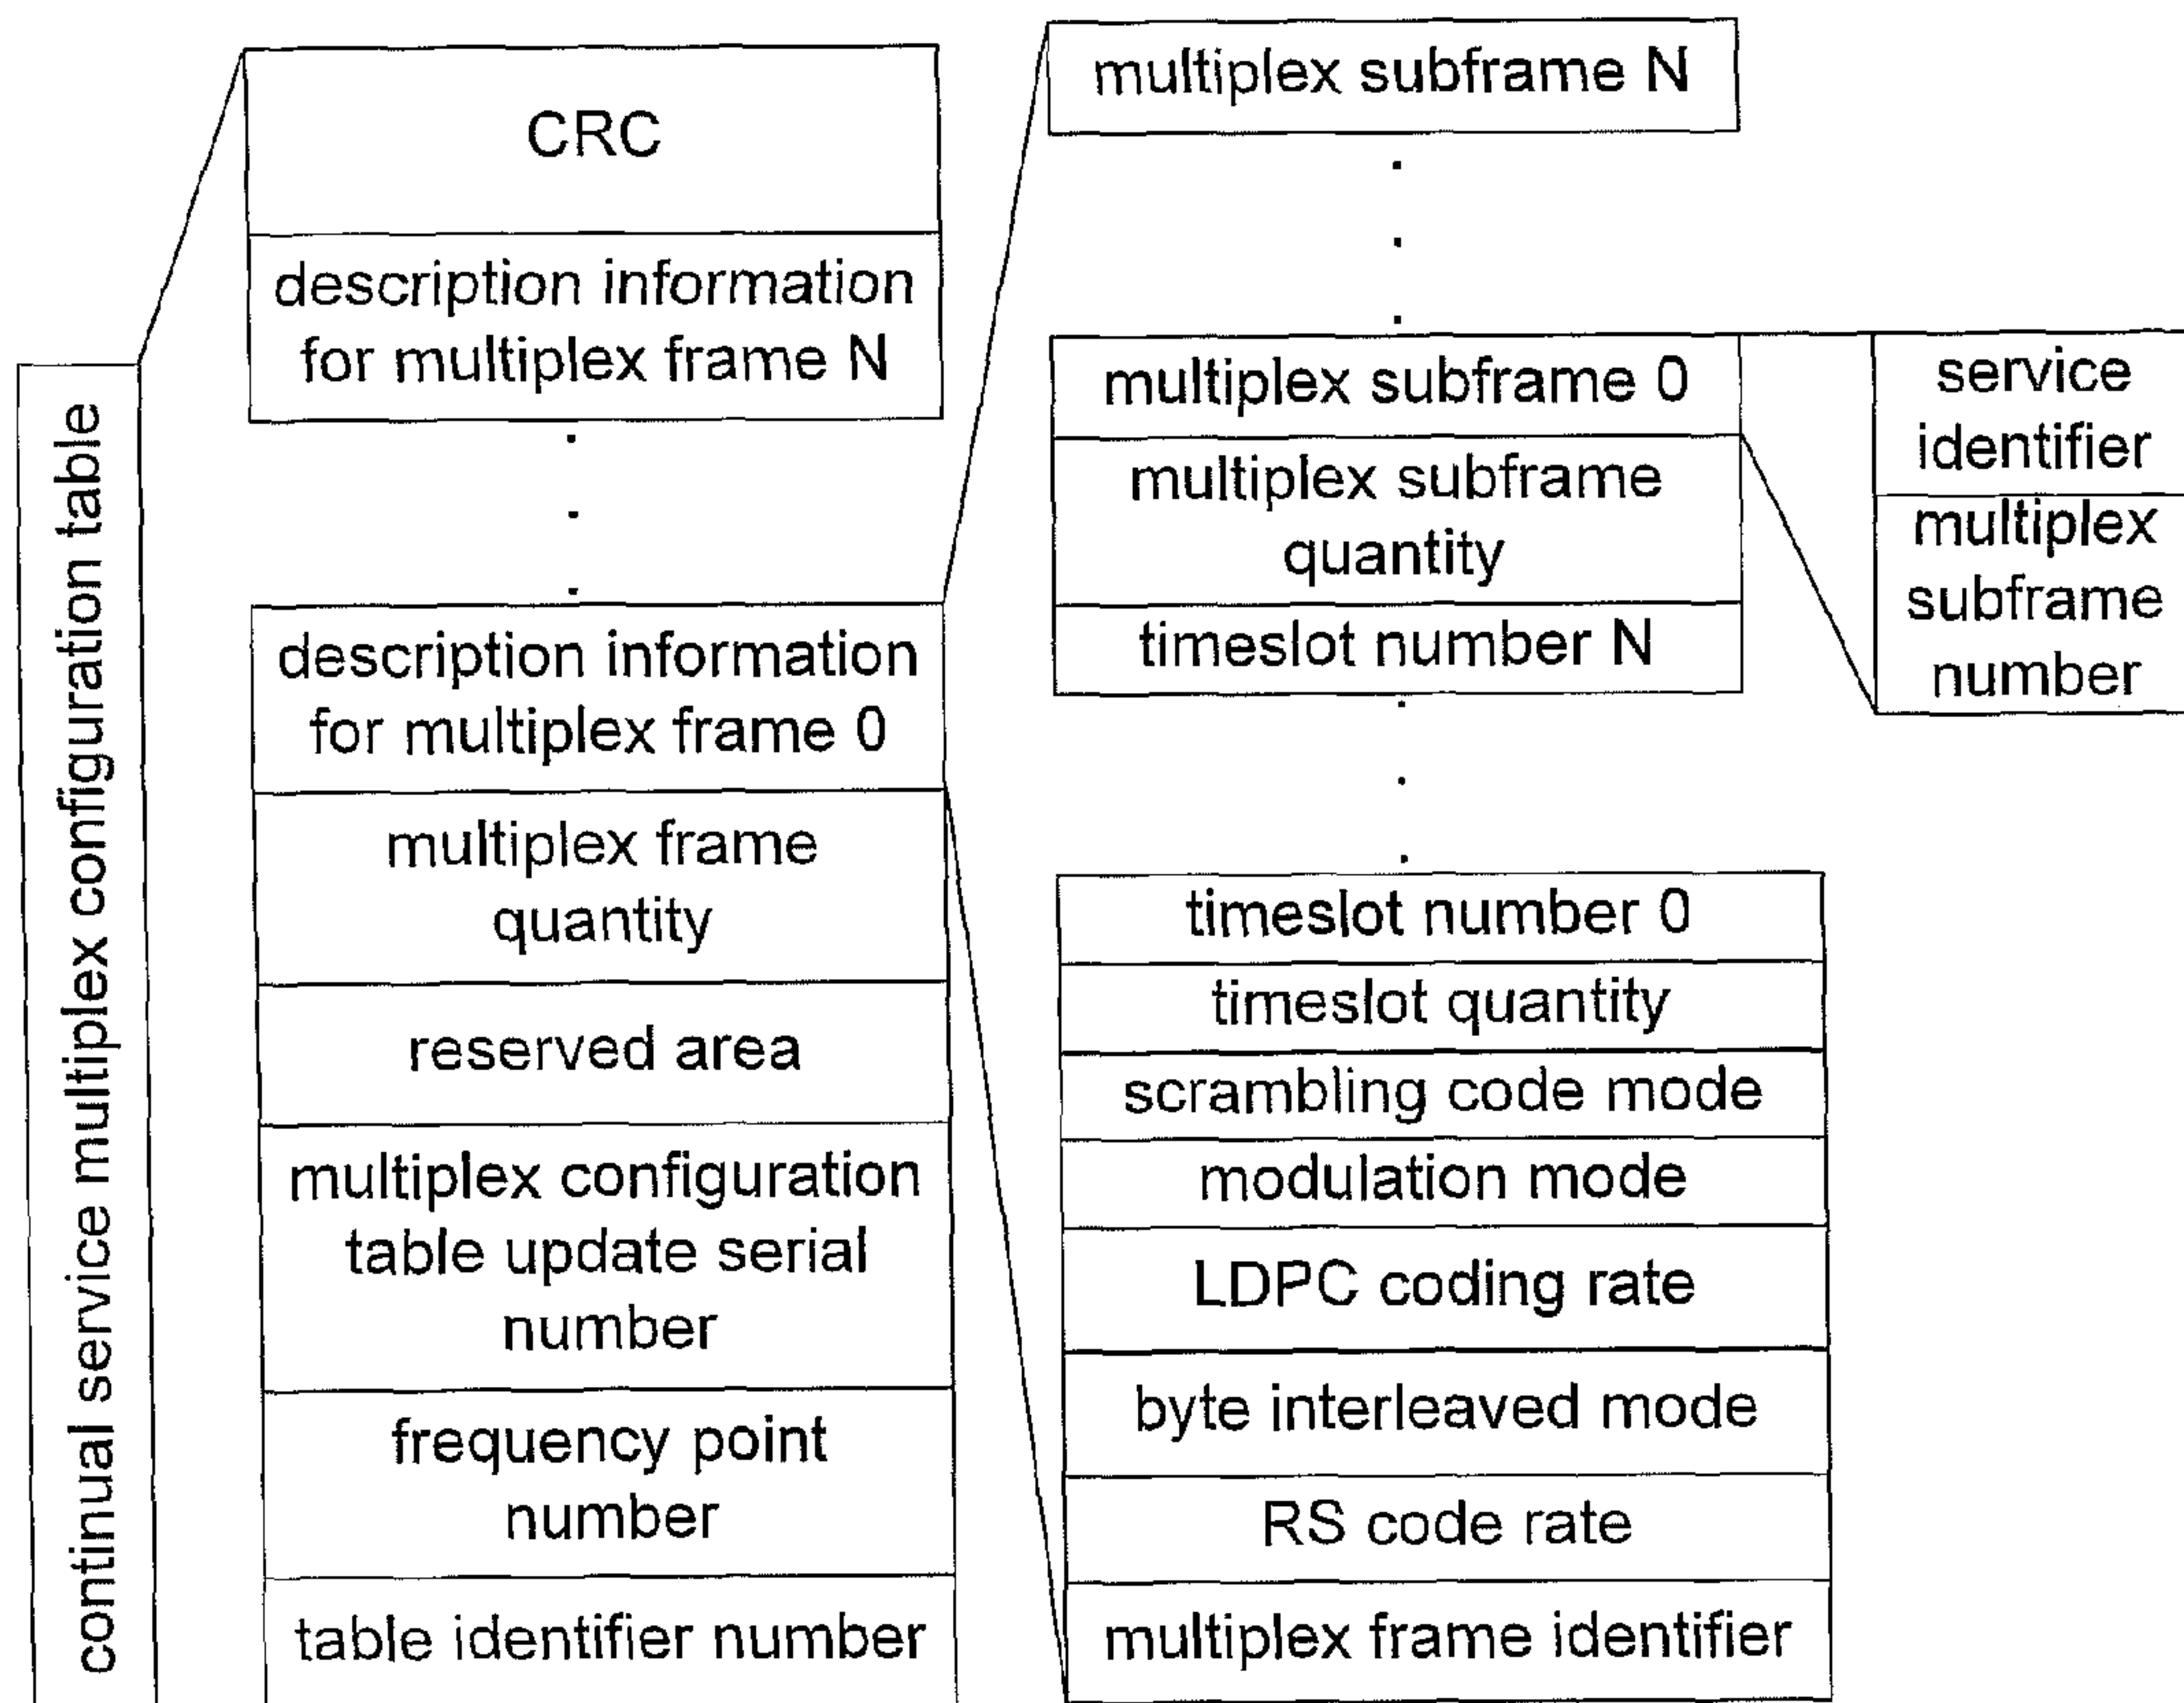 continual service multiplex configuration table
CRC
description information
for multiplex frame N
description information
for multiplex frame 0
multiplex frame
quantity
reserved area
multiplex configuration
table update serial
number
frequency point
number
table identifier number
multiplex subframe N
multiplex subframe 0
multiplex subframe
quantity
timeslot number N
timeslot number 0
timeslot quantity
scrambling code mode
modulation mode
LDPC coding rate
byte interleaved mode
RS code rate
multiplex frame identifier
service
identifier
multiplex
subframe
number